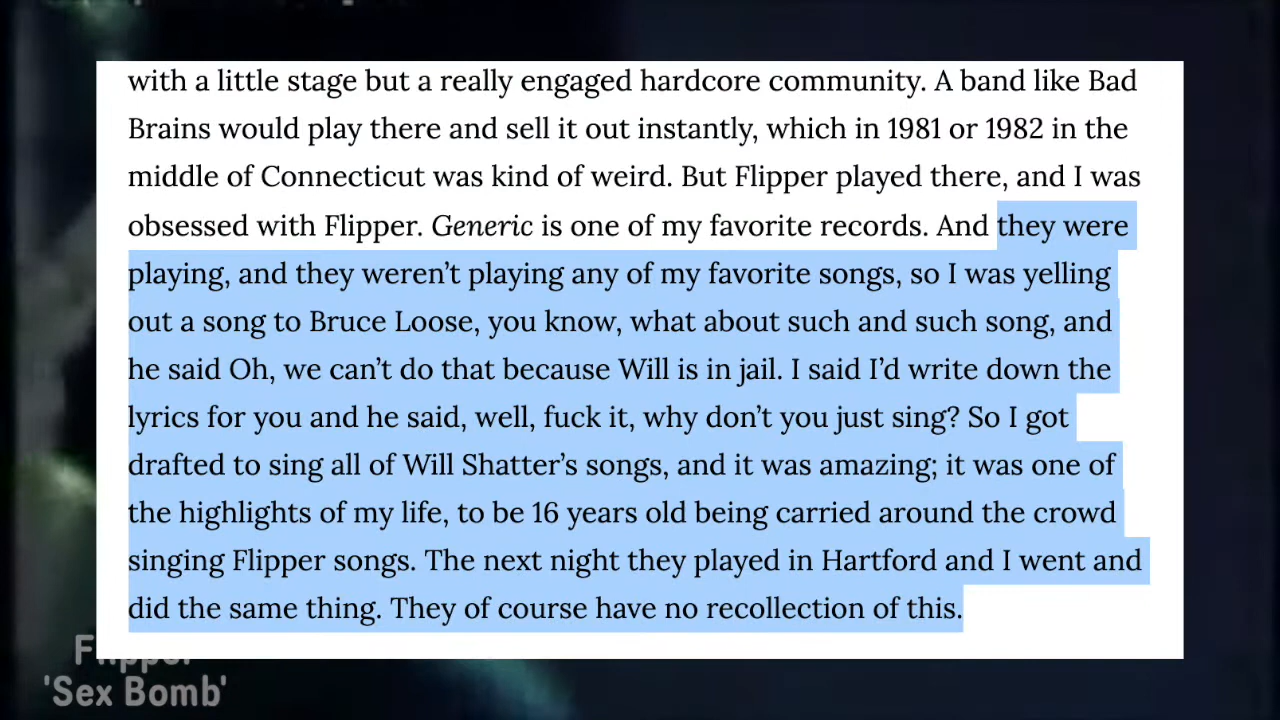 with a little stage but a really engaged hardcore community. A band like Bad
Brains would play there and sell it out instantly, which in 1981 or 1982 in the
middle of Connecticut was kind of weird. But Flipper played there, and I was
obsessed with Flipper. Generic is one of my favorite records. And they were
playing, and they weren’t playing any of my favorite songs, so I was yelling
out a song to Bruce Loose, you know, what about such and such song, and
he said Oh, we can’t do that because Will is in jail. I said I’d write down the
lyrics for you and he said, well, fuck it, why don’t you just sing? So I got
drafted to sing all of Will Shatter’s songs, and it was amazing; it was one of
the highlights of my life, to be 16 years old being carried around the crowd
singing Flipper songs. The next night they played in Hartford and I went and
did the same thing. They of course have no recollection of this.
Flipper
'Sex Bomb'